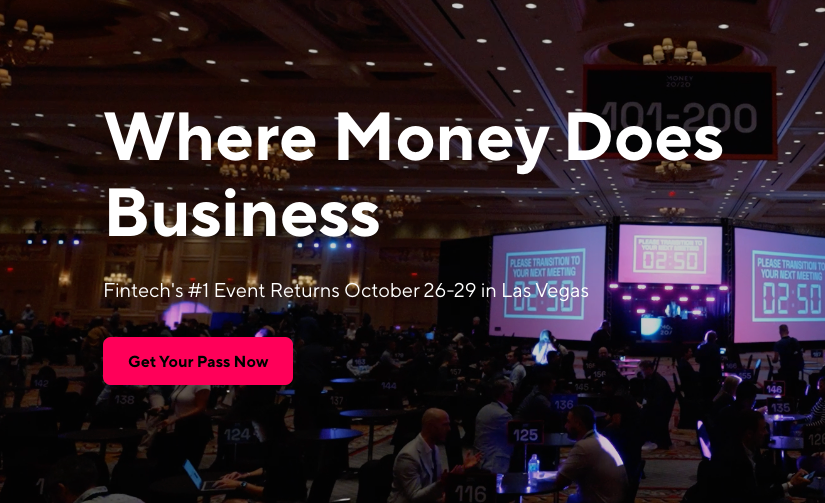 MONEY
20/20
401-200
Where Money Does
Business
PLEASE TRANSITION TO
YOUR NEXT MEETING
02:50
PLEASE TRANSITION TO
YOUR NEXT MEETING
02:50
PLEASE TRANSITION TO
YOUR NEXT MEETING
02:50
Fintech's #1 Event Returns October 26-29 in Las Vegas
Get Your Pass Now
138
144
136
146
135
124
125
116